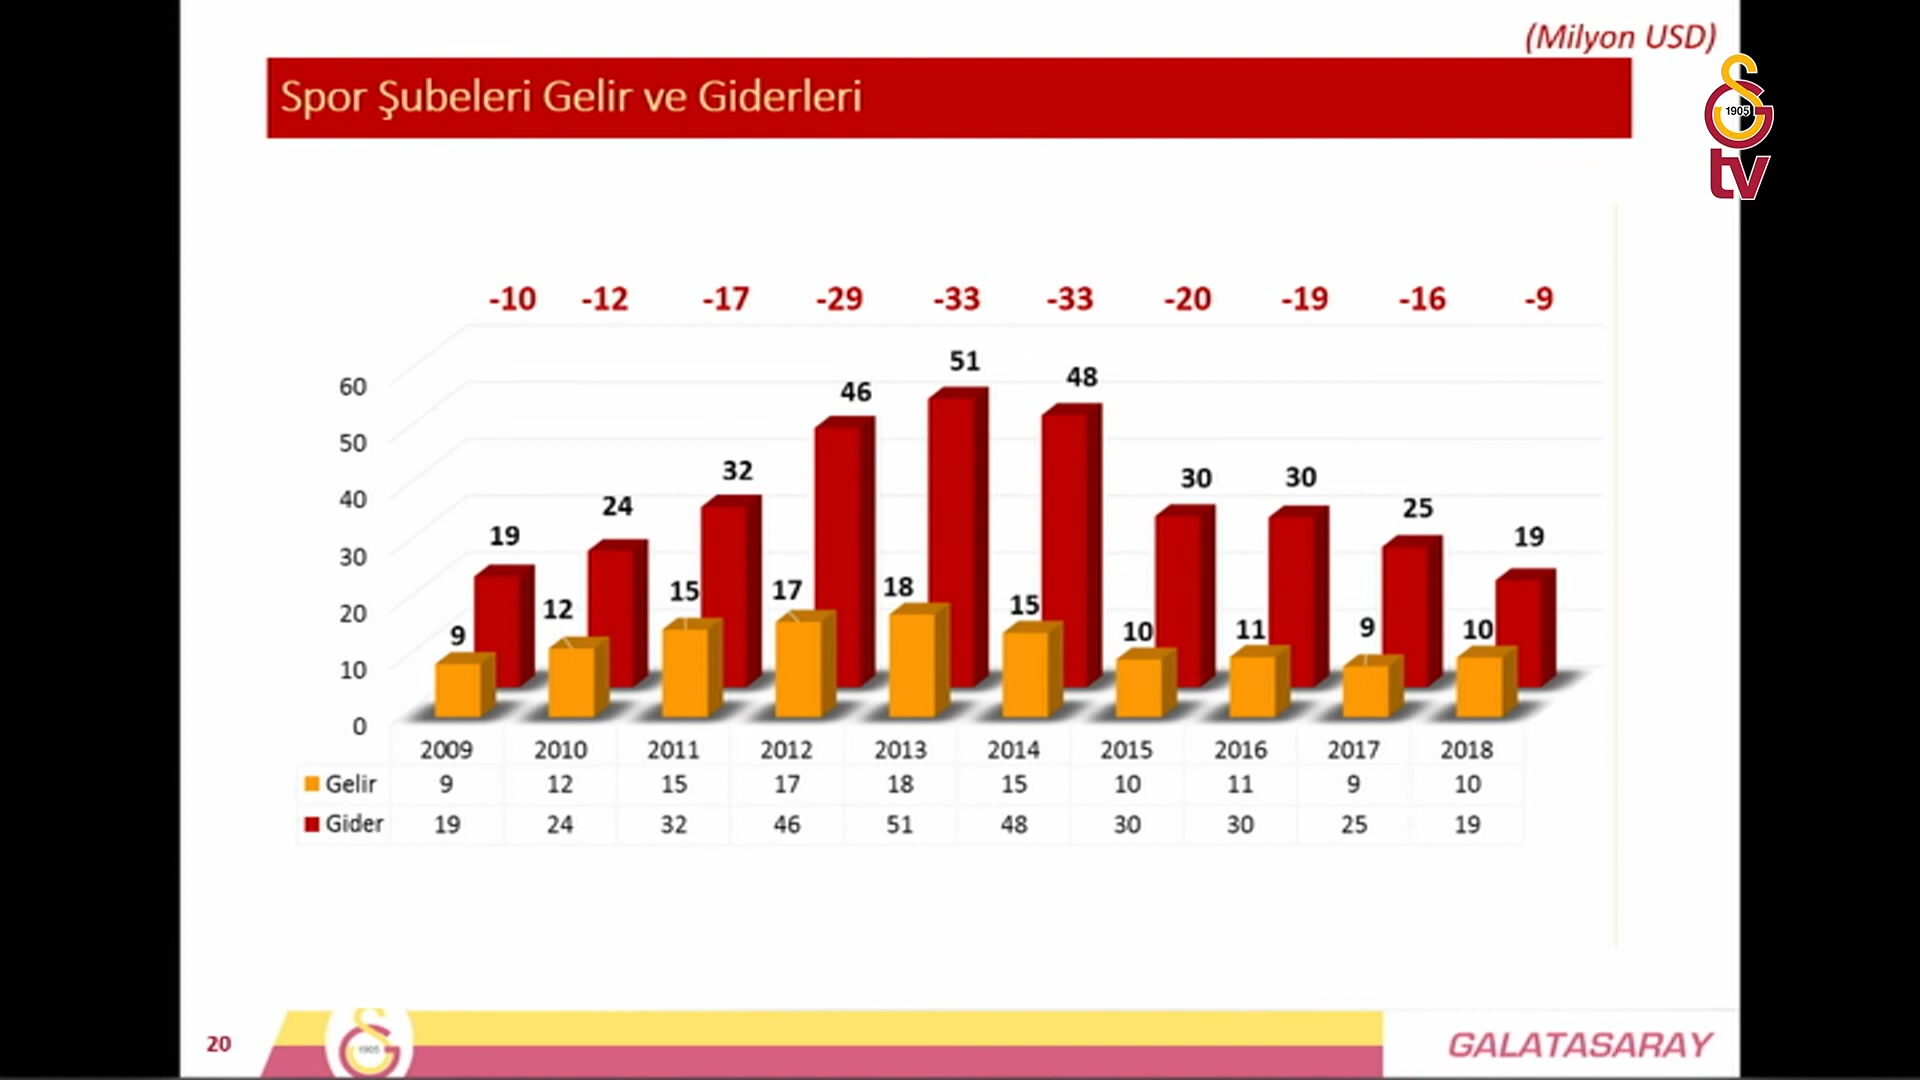 (Milyon USD)
Spor Şubeleri Gelir ve Giderleri
1905
tv
-10 -12 -17 -29 -33 -33 -20 -19 -16 -9
60
50
40
30
20
10
0
19 24 32 46 51 48 30 30 25 19
9 12 15 17 18 15 10 11 9 10
2009 2010 2011 2012 2013 2014 2015 2016 2017 2018
Gelir 9 12 15 17 18 15 10 11 9 10
Gider 19 24 32 46 51 48 30 30 25 19
20
1905
GALATASARAY